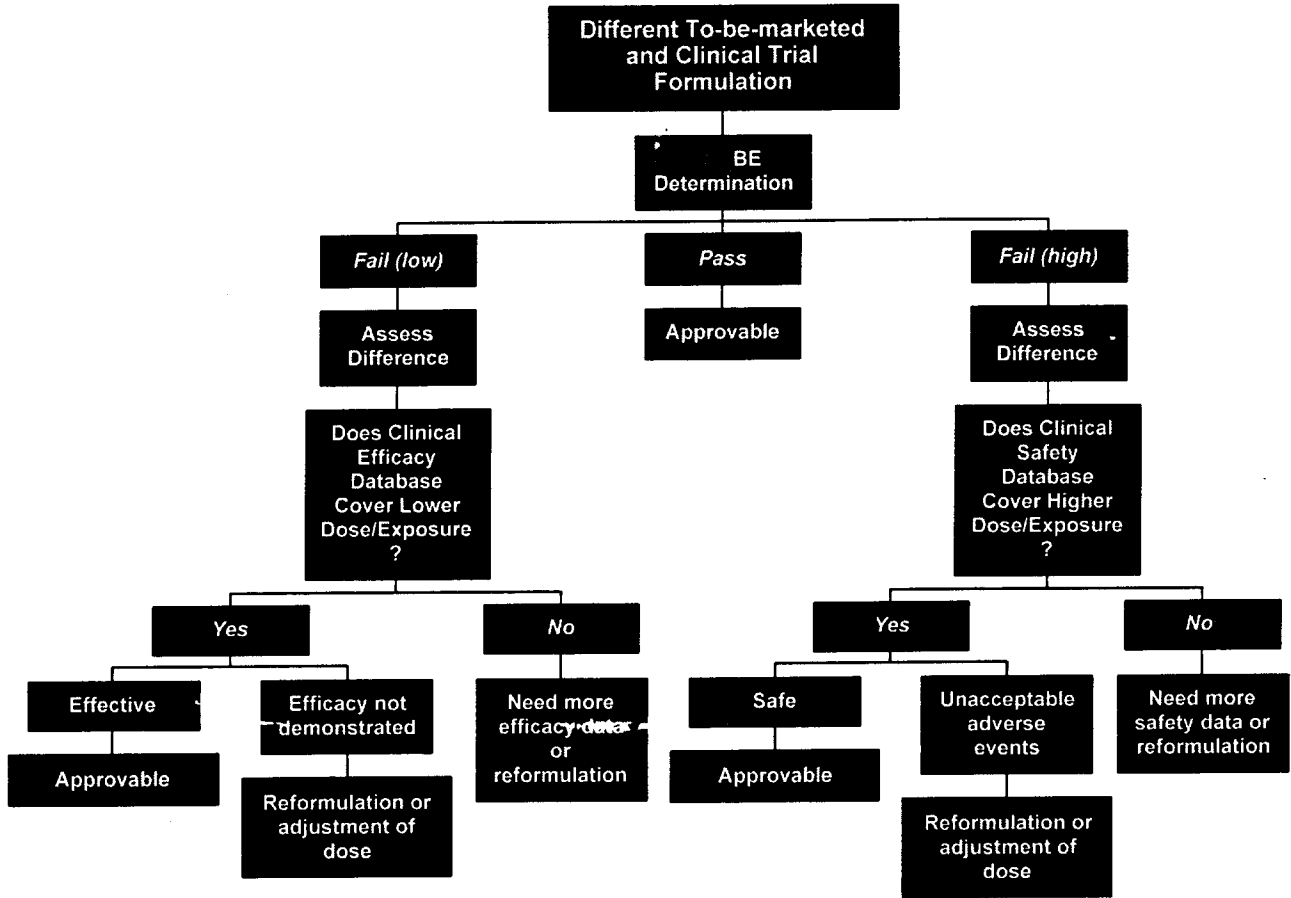 Different To-be-marketed
and Clinical Trial
Formulation
BE
Determination
Fail (low)
Pass
Fail (high)
Assess
Difference
Approvable
Assess
Difference
Does Clinical
Efficacy
Database
Cover Lower
Dose/Exposure
?
Does Clinical
Safety
Database
Cover Higher
Dose/Exposure
?
Yes
No
Yes
No
Effective
Efficacy not
demonstrated
Need more
efficacy data
or
reformulation
Safe
Unacceptable
adverse
events
Need more
safety data or
reformulation
Approvable
Reformulation or
adjustment of
dose
Approvable
Reformulation or
adjustment of
dose